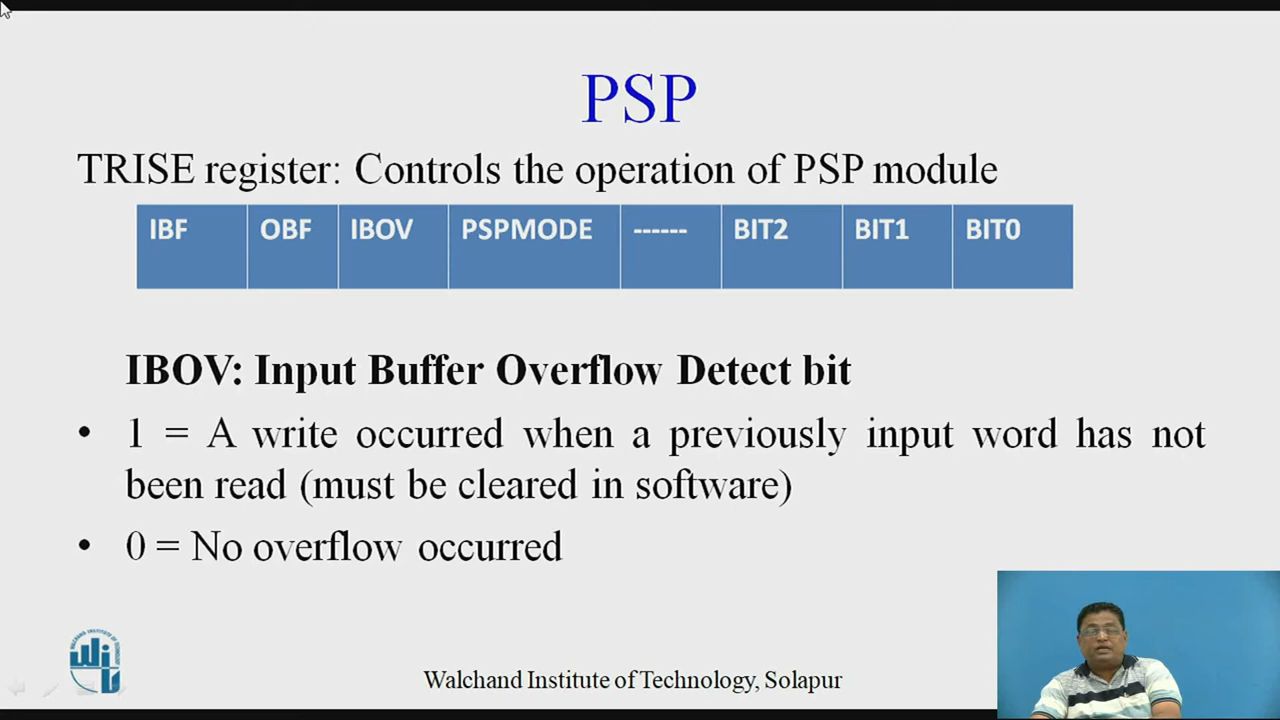 PSP
TRISE register: Controls the operation of PSP module
IBF OBF IBOV PSPMODE ------ BIT2 BIT1 BIT0
IBOV: Input Buffer Overflow Detect bit
• 1 = A write occurred when a previously input word has not
been read (must be cleared in software)
• 0 = No overflow occurred
Walchand Institute of Technology, Solapur